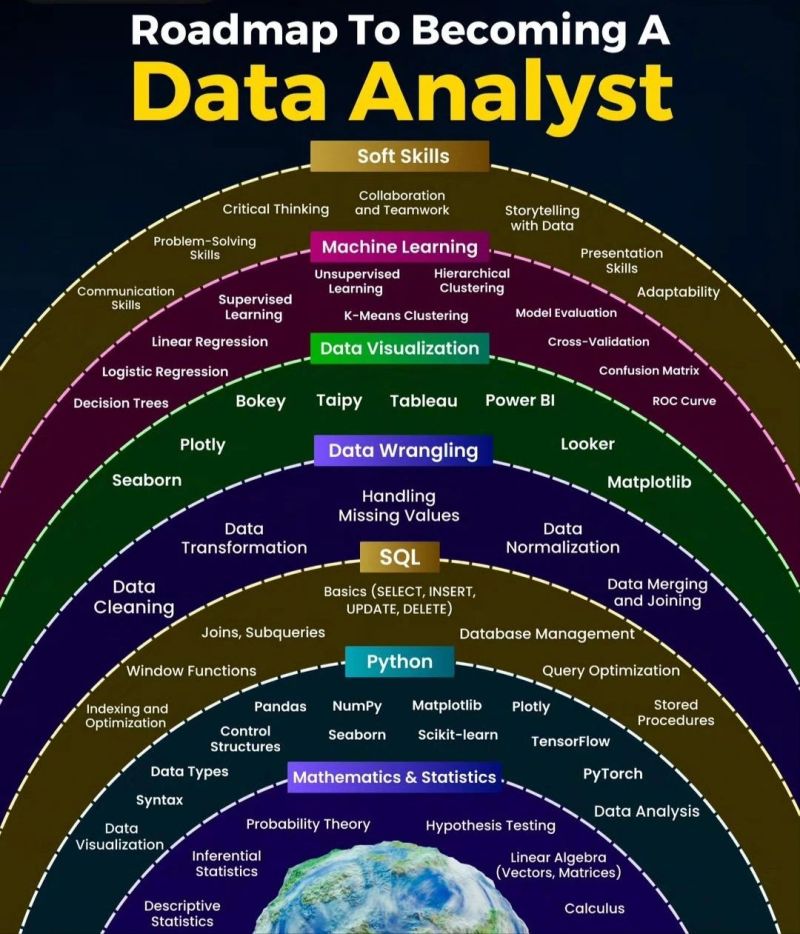 Roadmap To Becoming A
Data Analyst
Soft Skills
Critical Thinking
Collaboration
and Teamwork
Storytelling
with Data
Problem-Solving
Skills
Presentation
Skills
Communication
Skills
Adaptability
Machine Learning
Unsupervised
Learning
Hierarchical
Clustering
Supervised
Learning
K-Means Clustering
Model Evaluation
Linear Regression
Cross-Validation
Logistic Regression
Confusion Matrix
Decision Trees
ROC Curve
Data Visualization
Bokey
Taipy
Tableau
Power BI
Plotly
Looker
Seaborn
Matplotlib
Data Wrangling
Handling
Missing Values
Data
Transformation
Data
Normalization
Data
Cleaning
Data Merging
and Joining
SQL
Basics (SELECT, INSERT,
UPDATE, DELETE)
Joins, Subqueries
Database Management
Window Functions
Query Optimization
Indexing and
Optimization
Stored
Procedures
Python
Pandas
NumPy
Matplotlib
Plotly
Control
Structures
Seaborn
Scikit-learn
TensorFlow
Data Types
PyTorch
Syntax
Data Analysis
Data
Visualization
Mathematics & Statistics
Probability Theory
Hypothesis Testing
Inferential
Statistics
Linear Algebra
(Vectors, Matrices)
Descriptive
Statistics
Calculus